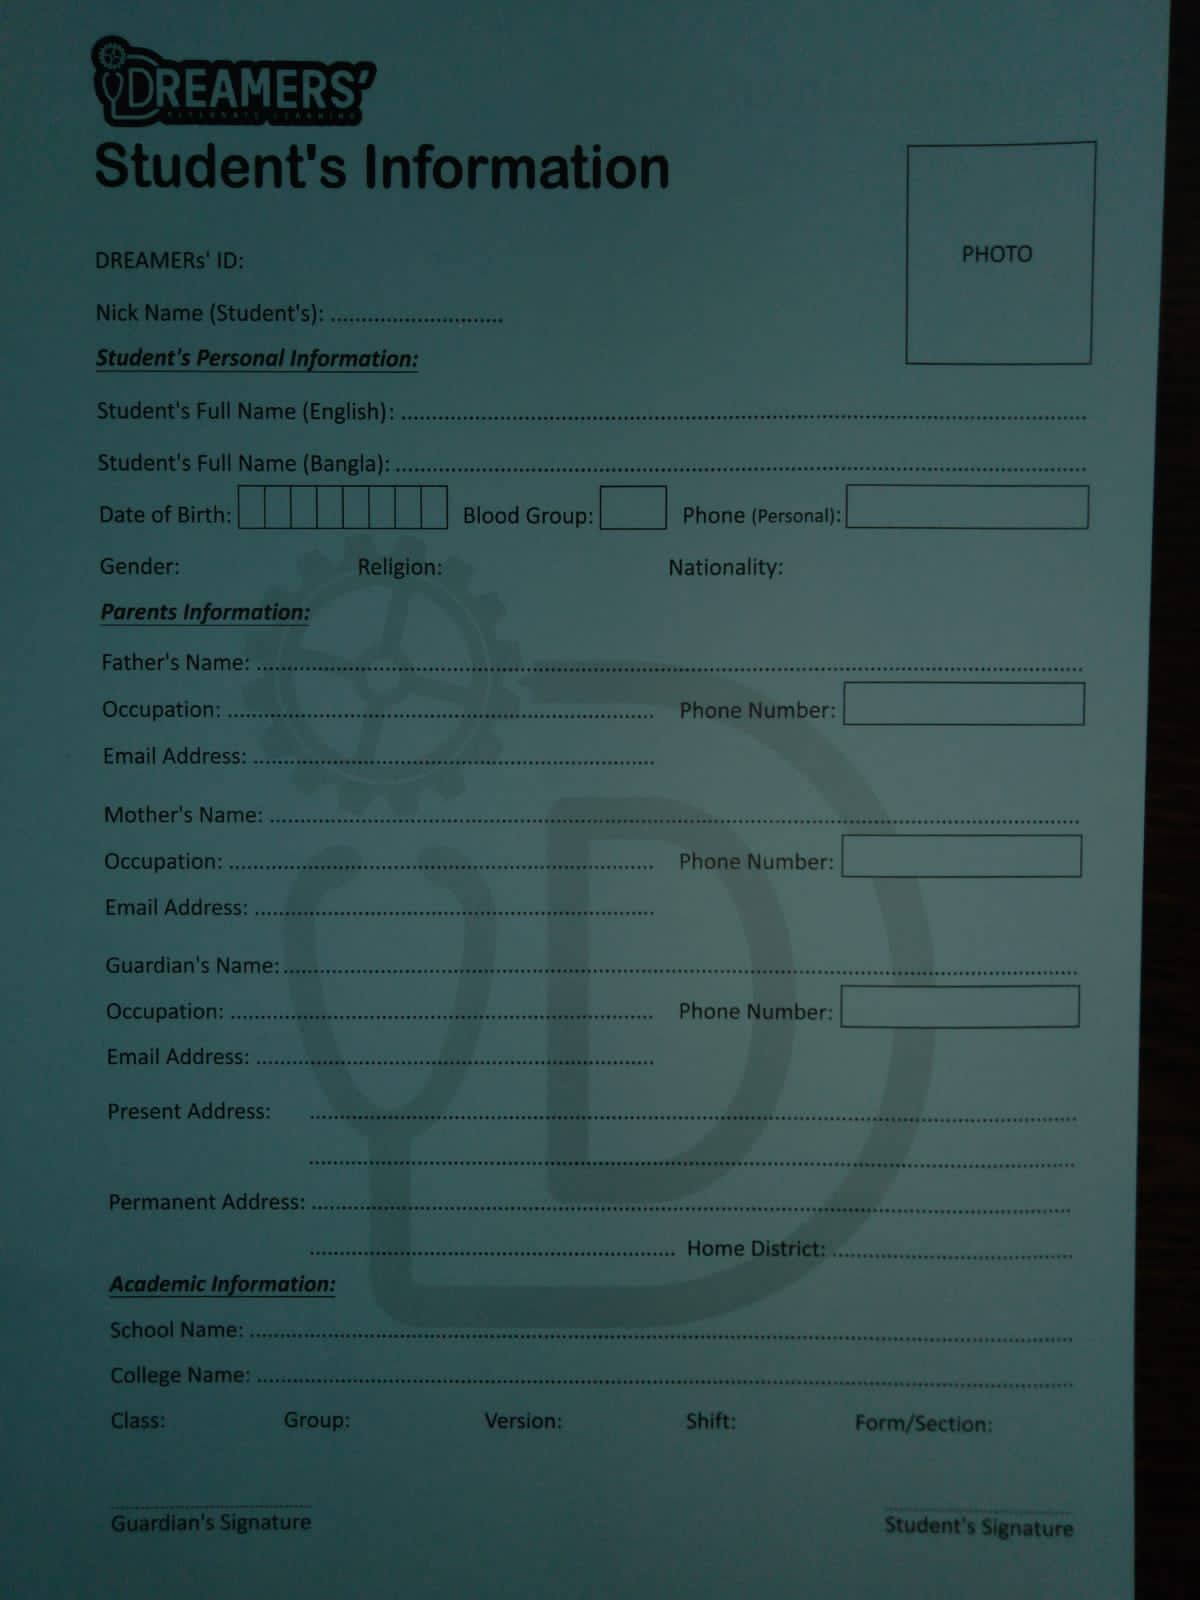 DREAMERS'
ALTERNATE LEARNING
Student's Information
PHOTO
DREAMERs' ID:
Nick Name (Student's): ............................
Student's Personal Information:
Student's Full Name (English): ........................................................................
Student's Full Name (Bangla): ........................................................................
Date of Birth: Blood Group: Phone (Personal):
Gender: Religion: Nationality:
Parents Information:
Father's Name: ........................................................................
Occupation: ............................................ Phone Number:
Email Address: ............................................
Mother's Name: ........................................................................
Occupation: ............................................ Phone Number:
Email Address: ............................................
Guardian's Name: ........................................................................
Occupation: ............................................ Phone Number:
Email Address: ............................................
Present Address: ........................................................................
........................................................................
Permanent Address: ........................................................................
............................................ Home District: ............................
Academic Information:
School Name: ........................................................................
College Name: ........................................................................
Class: Group: Version: Shift: Form/Section:
Guardian's Signature Student's Signature